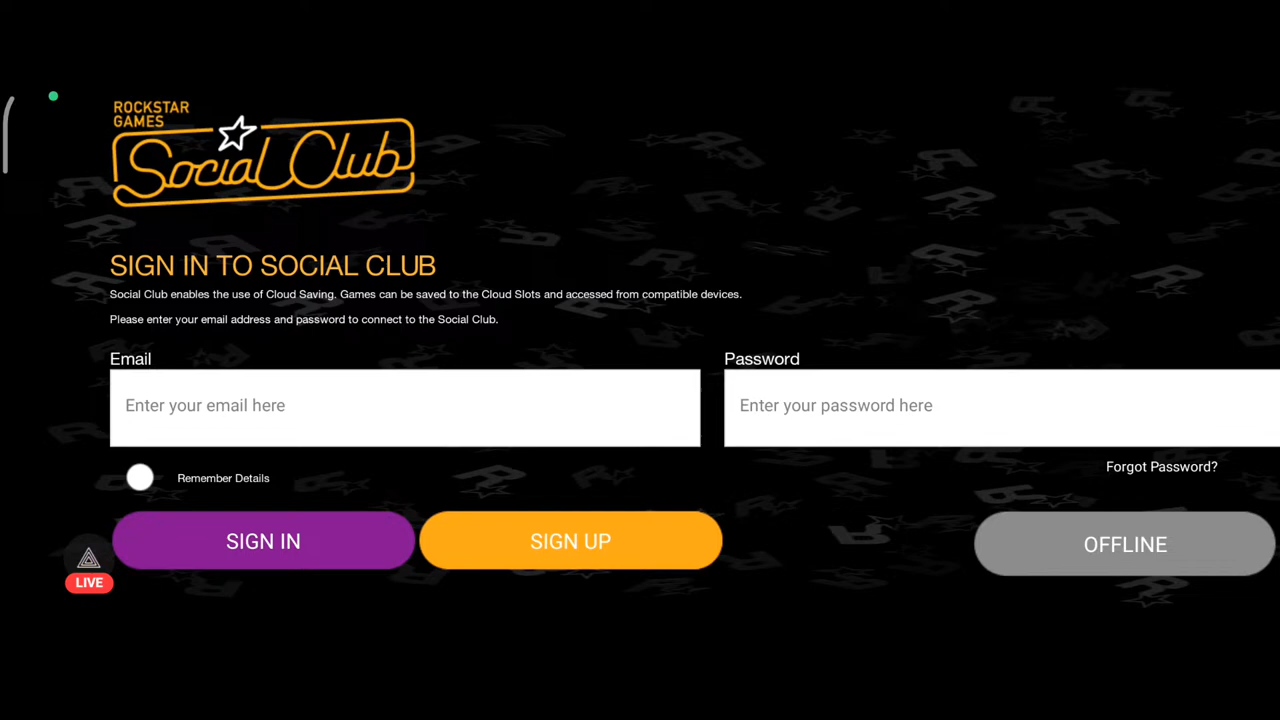 ROCKSTAR
GAMES
Social Club
SIGN IN TO SOCIAL CLUB
Social Club enables the use of Cloud Saving. Games can be saved to the Cloud Slots and accessed from compatible devices.
Please enter your email address and password to connect to the Social Club.
Email
Password
Enter your email here
Enter your password here
Remember Details
Forgot Password?
SIGN IN
SIGN UP
OFFLINE
LIVE